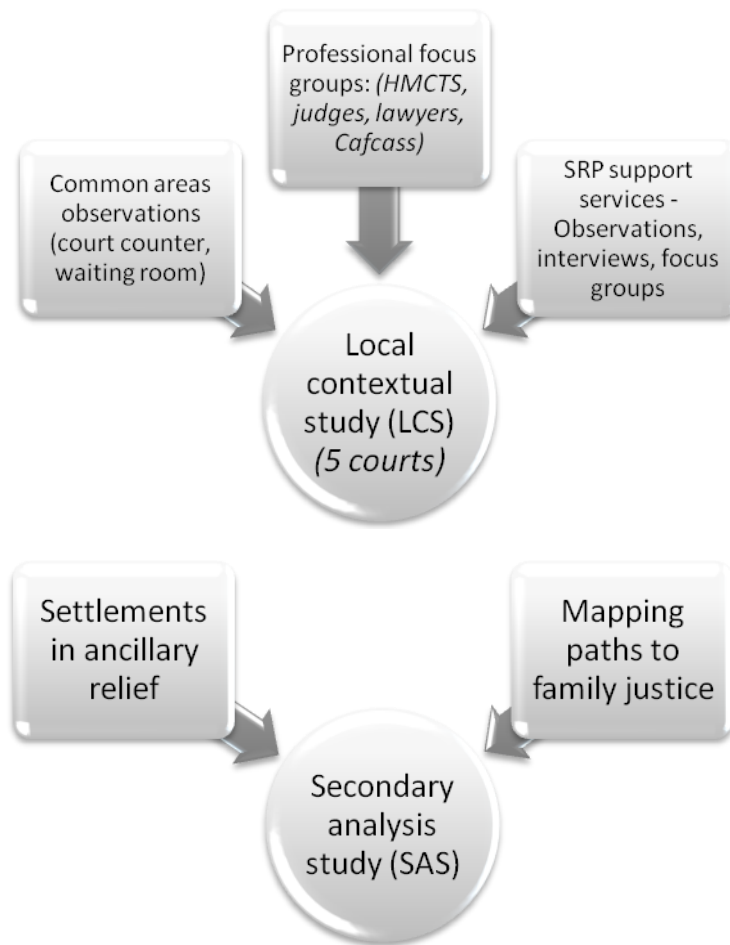 Professional focus
groups: (HMCTS,
judges, lawyers,
Cafcass)
Common areas
observations
(court counter,
waiting room)
SRP support
services -
Observations,
interviews, focus
groups
Local
contextual
study (LCS)
(5 courts)
Settlements
in ancillary
relief
Mapping
paths to
family justice
Secondary
analysis
study (SAS)